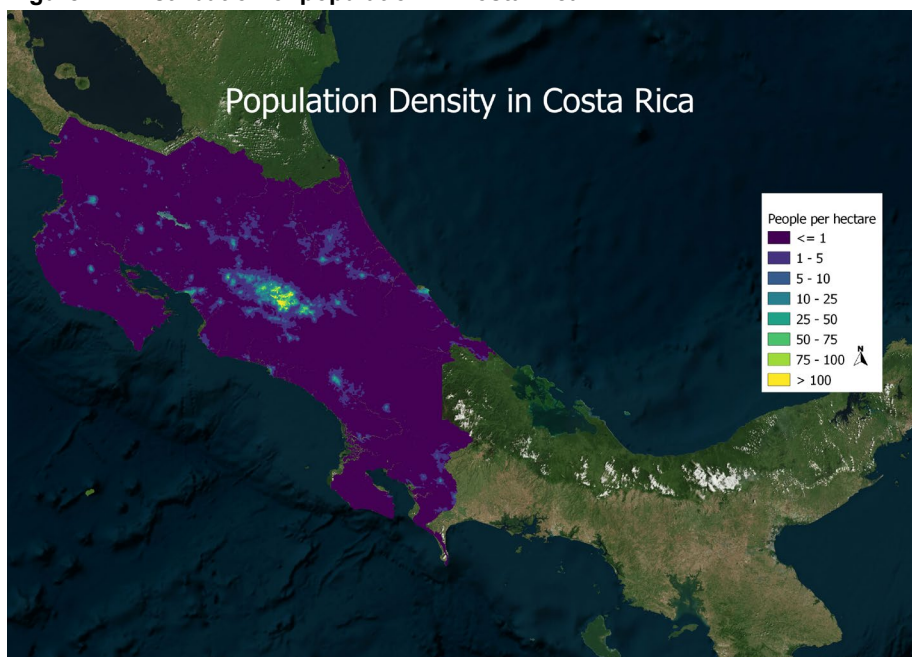 Population Density in Costa Rica
People per hectare
<= 1
1 - 5
5 - 10
10 - 25
25 - 50
50 - 75
75 - 100
N
> 100